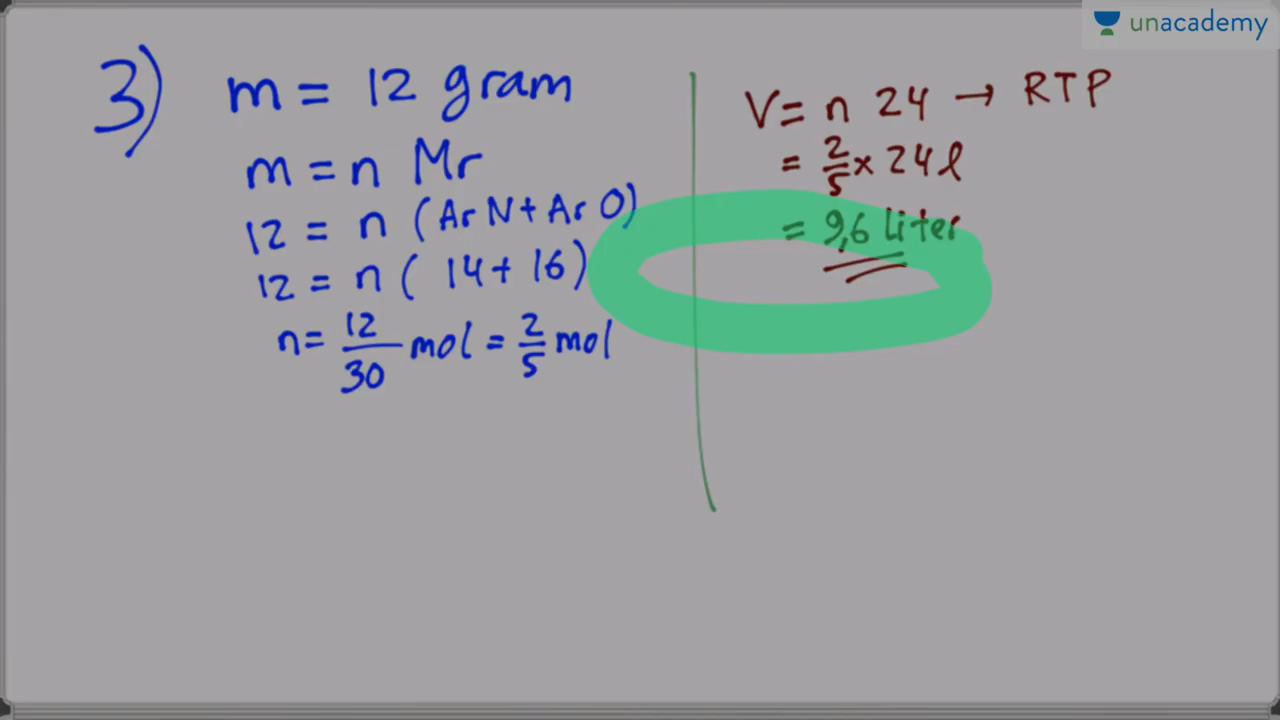 unacademy
3) m = 12 gram
m = n Mr
12 = n (Ar N + Ar O)
12 = n ( 14 + 16)
n = 12/30 mol = 2/5 mol
V = n 24 → RTP
= 2/5 x 24 l
= 9,6 liter